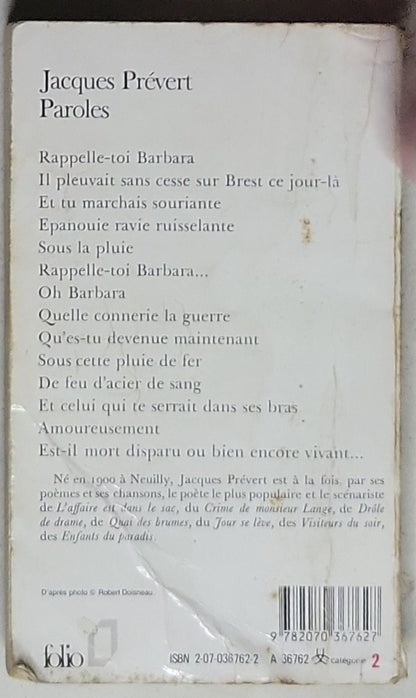 Jacques Prévert
Paroles
Rappelle-toi Barbara
Il pleuvait sans cesse sur Brest ce jour-là
Et tu marchais souriante
Epanouie ravie ruisselante
Sous la pluie
Rappelle-toi Barbara...
Oh Barbara
Quelle connerie la guerre
Qu'es-tu devenue maintenant
Sous cette pluie de fer
De feu d'acier de sang
Et celui qui te serrait dans ses bras
Amoureusement
Est-il mort disparu ou bien encore vivant...
Né en 1900 à Neuilly, Jacques Prévert est à la fois, par ses
poèmes et ses chansons, le poète le plus populaire et le scénariste
de L'affaire est dans le sac, du Crime de monsieur Lange, de Drôle
de drame, de Quai des brumes, du Jour se lève, des Visiteurs du soir,
des Enfants du paradis.
D'après photo © Robert Doisneau.
9 782070 367627
folio
ISBN 2-07-036762-2 A 36762 catégorie 2